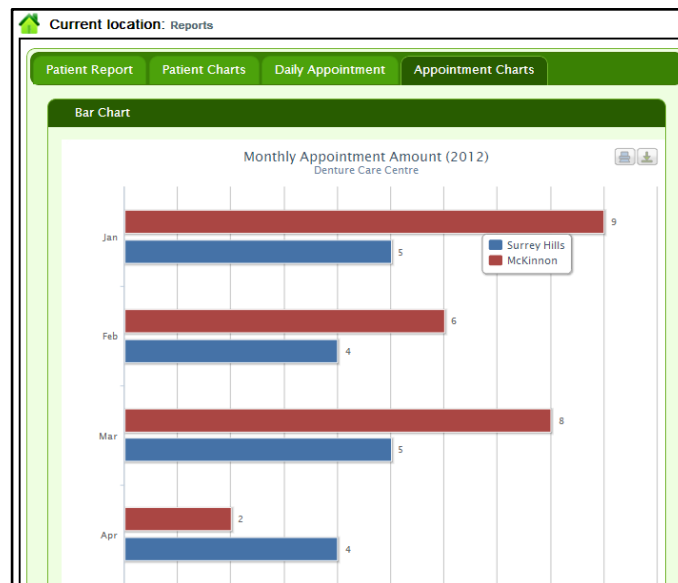 Current location: Reports
Patient Report Patient Charts Daily Appointment Appointment Charts
Bar Chart
Monthly Appointment Amount (2012)
Denture Care Centre
Jan
9
5
Surrey Hills
McKinnon
Feb
6
4
Mar
8
5
Apr
2
4